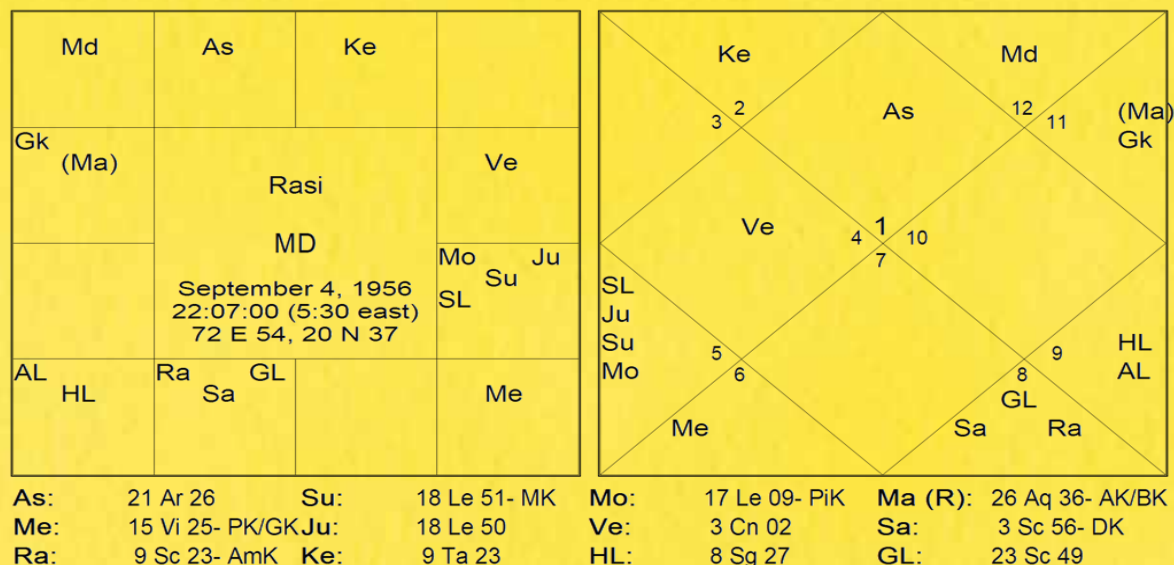 Md As Ke
Gk
(Ma)
Ve
Rasi
MD
September 4, 1956
22:07:00 (5:30 east)
72 E 54, 20 N 37
Mo Ju
Su
SL
AL
HL
Ra GL
Sa
Me
Ke Md
2 12
3 As 11 (Ma)
Gk
Ve 1
4 10
7
SL
Ju
Su
Mo
5 9 HL
6 8 AL
GL
Me Sa Ra
As: 21 Ar 26 Su: 18 Le 51- MK Mo: 17 Le 09- PiK Ma (R): 26 Aq 36- AK/BK
Me: 15 Vi 25- PK/GK Ju: 18 Le 50 Ve: 3 Cn 02 Sa: 3 Sc 56- DK
Ra: 9 Sc 23- AmK Ke: 9 Ta 23 HL: 8 Sg 27 GL: 23 Sc 49